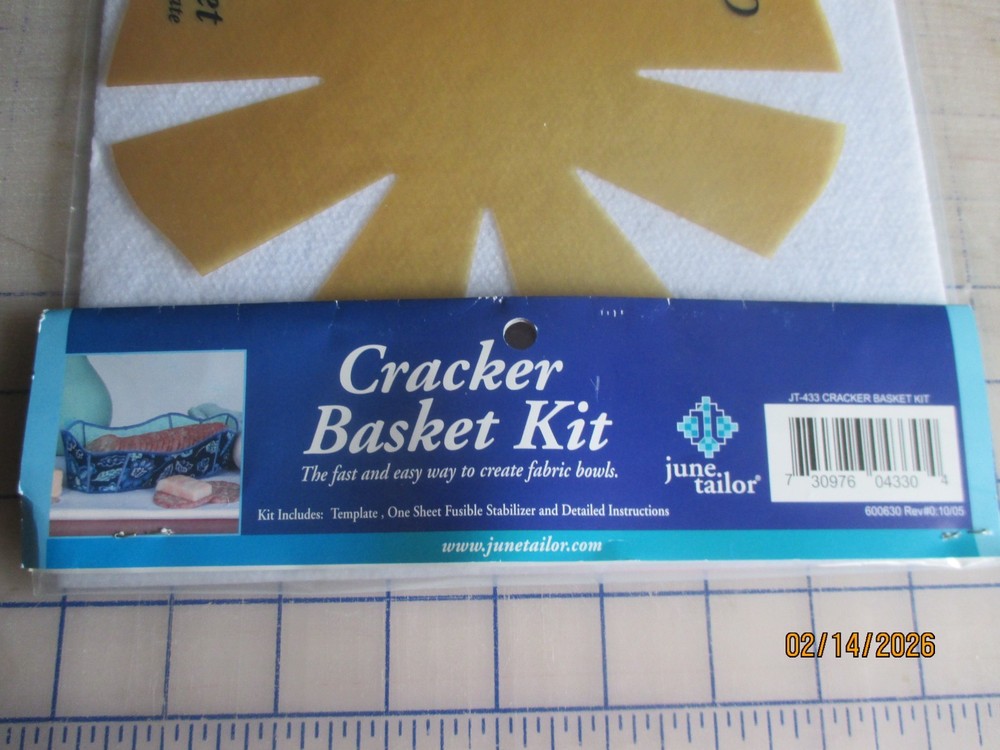 et
ate
Cracker
Basket Kit
The fast and easy way to create fabric bowls.
Kit Includes: Template , One Sheet Fusible Stabilizer and Detailed Instructions
www.junetailor.com
june
tailor®
JT-433 CRACKER BASKET KIT
7 30976 04330 4
600630 Rev#0:10/05
02/14/2026